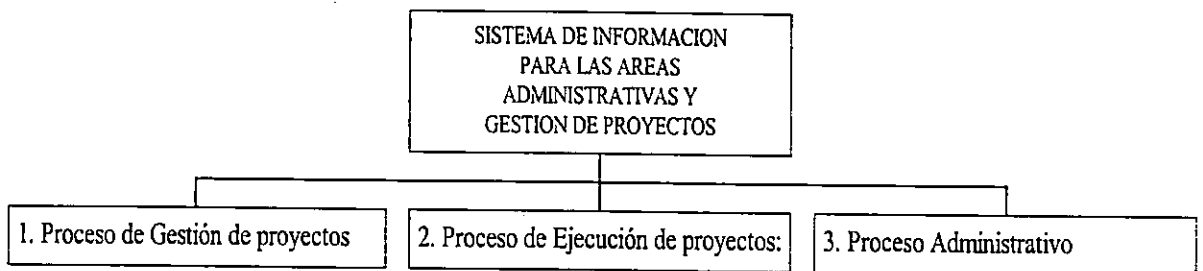 SISTEMA DE INFORMACION
PARA LAS AREAS
ADMINISTRATIVAS Y
GESTION DE PROYECTOS
1. Proceso de Gestión de proyectos
2. Proceso de Ejecución de proyectos:
3. Proceso Administrativo